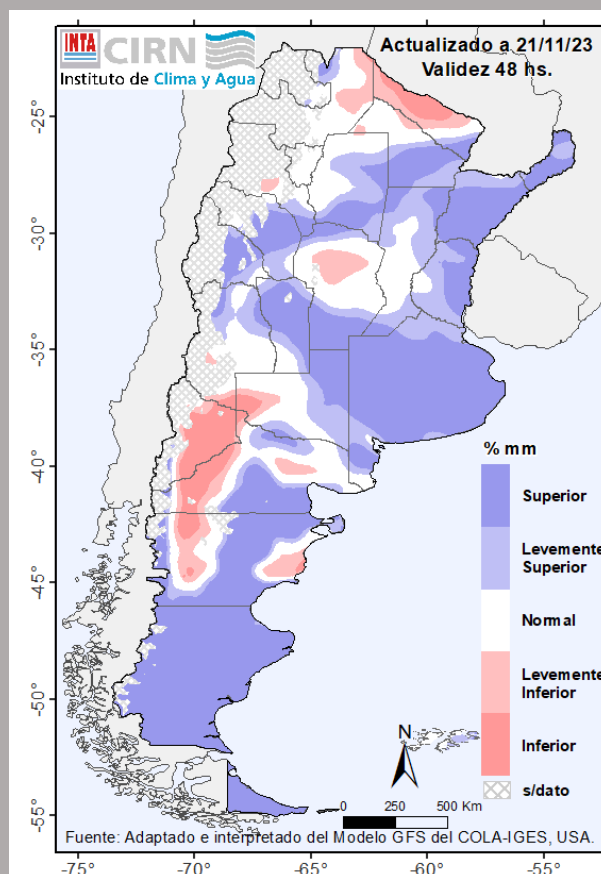 INTA CIRN
Instituto de Clima y Agua
Actualizado a 21/11/23
Validez 48 hs.
-25°
-30°
-35°
-40°
-45°
-50°
-55°
% mm
Superior
Levemente
Superior
Normal
Levemente
Inferior
Inferior
s/dato
N
0 250 500 Km
Fuente: Adaptado e interpretado del Modelo GFS del COLA-IGES, USA.
-75° -70° -65° -60° -55°